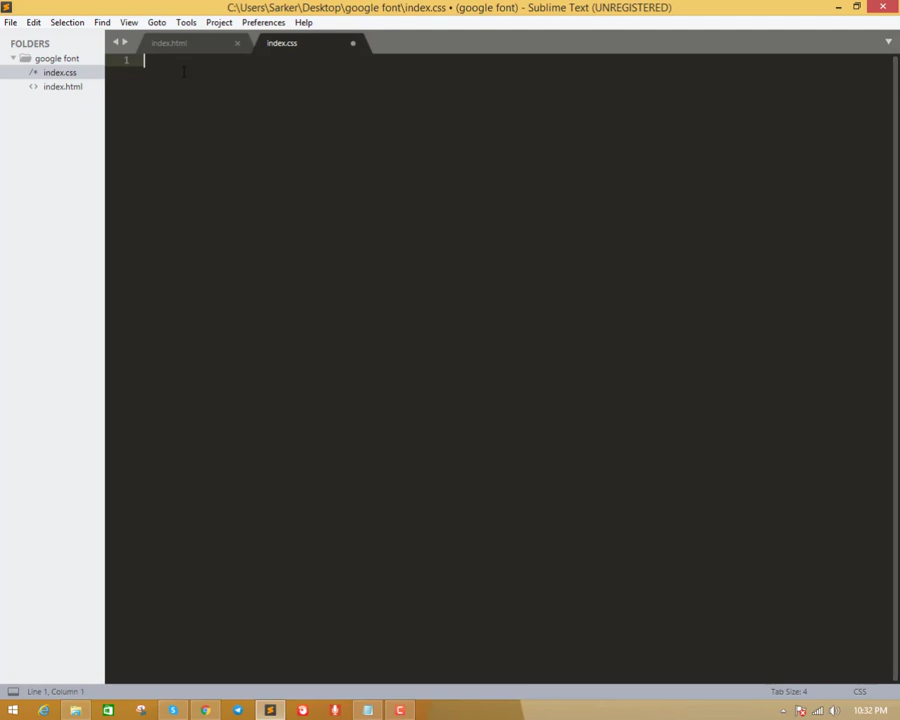 C:\Users\Sarker\Desktop\google font\index.css • (google font) - Sublime Text (UNREGISTERED)
File Edit Selection Find View Goto Tools Project Preferences Help
FOLDERS
google font
/* index.css
<> index.html
index.html
index.css
1
Line 1, Column 1
Tab Size: 4
CSS
10:32 PM